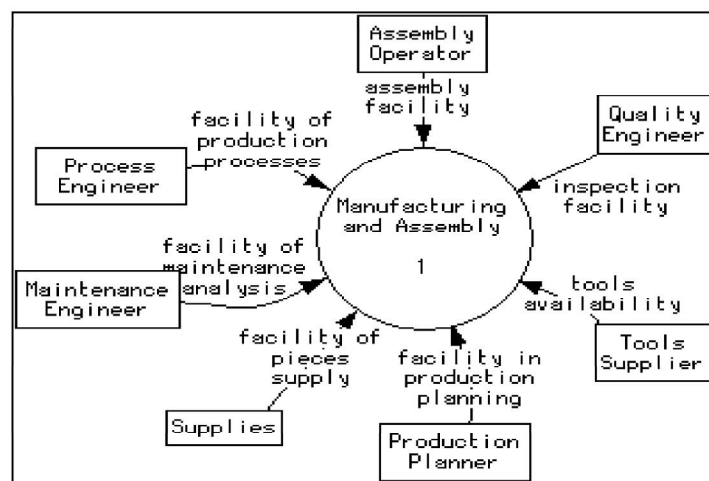 Assembly
Operator
assembly
facility
Quality
Engineer
inspection
facility
facility of
production
processes
Process
Engineer
Manufacturing
and Assembly
1
facility of
maintenance
analysis
Maintenance
Engineer
tools
availability
Tools
Supplier
facility of
pieces
supply
Supplies
facility in
production
planning
Production
Planner